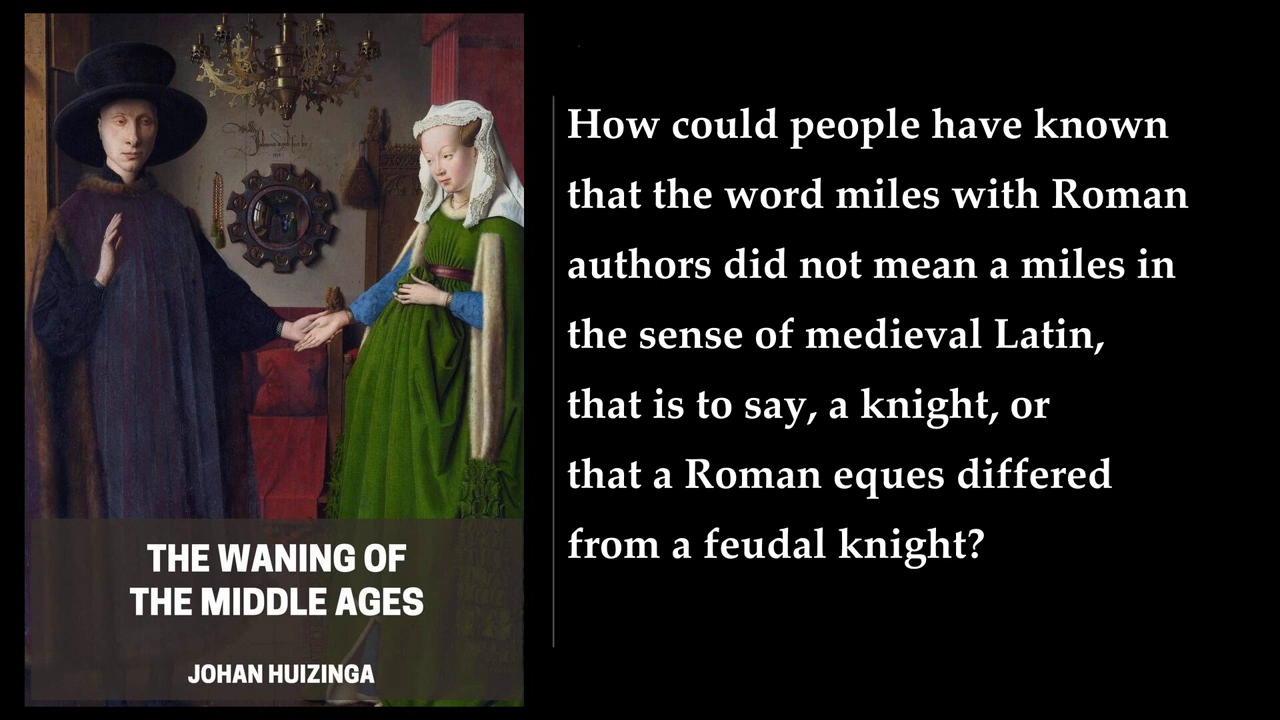 THE WANING OF
THE MIDDLE AGES
JOHAN HUIZINGA
How could people have known
that the word miles with Roman
authors did not mean a miles in
the sense of medieval Latin,
that is to say, a knight, or
that a Roman eques differed
from a feudal knight?